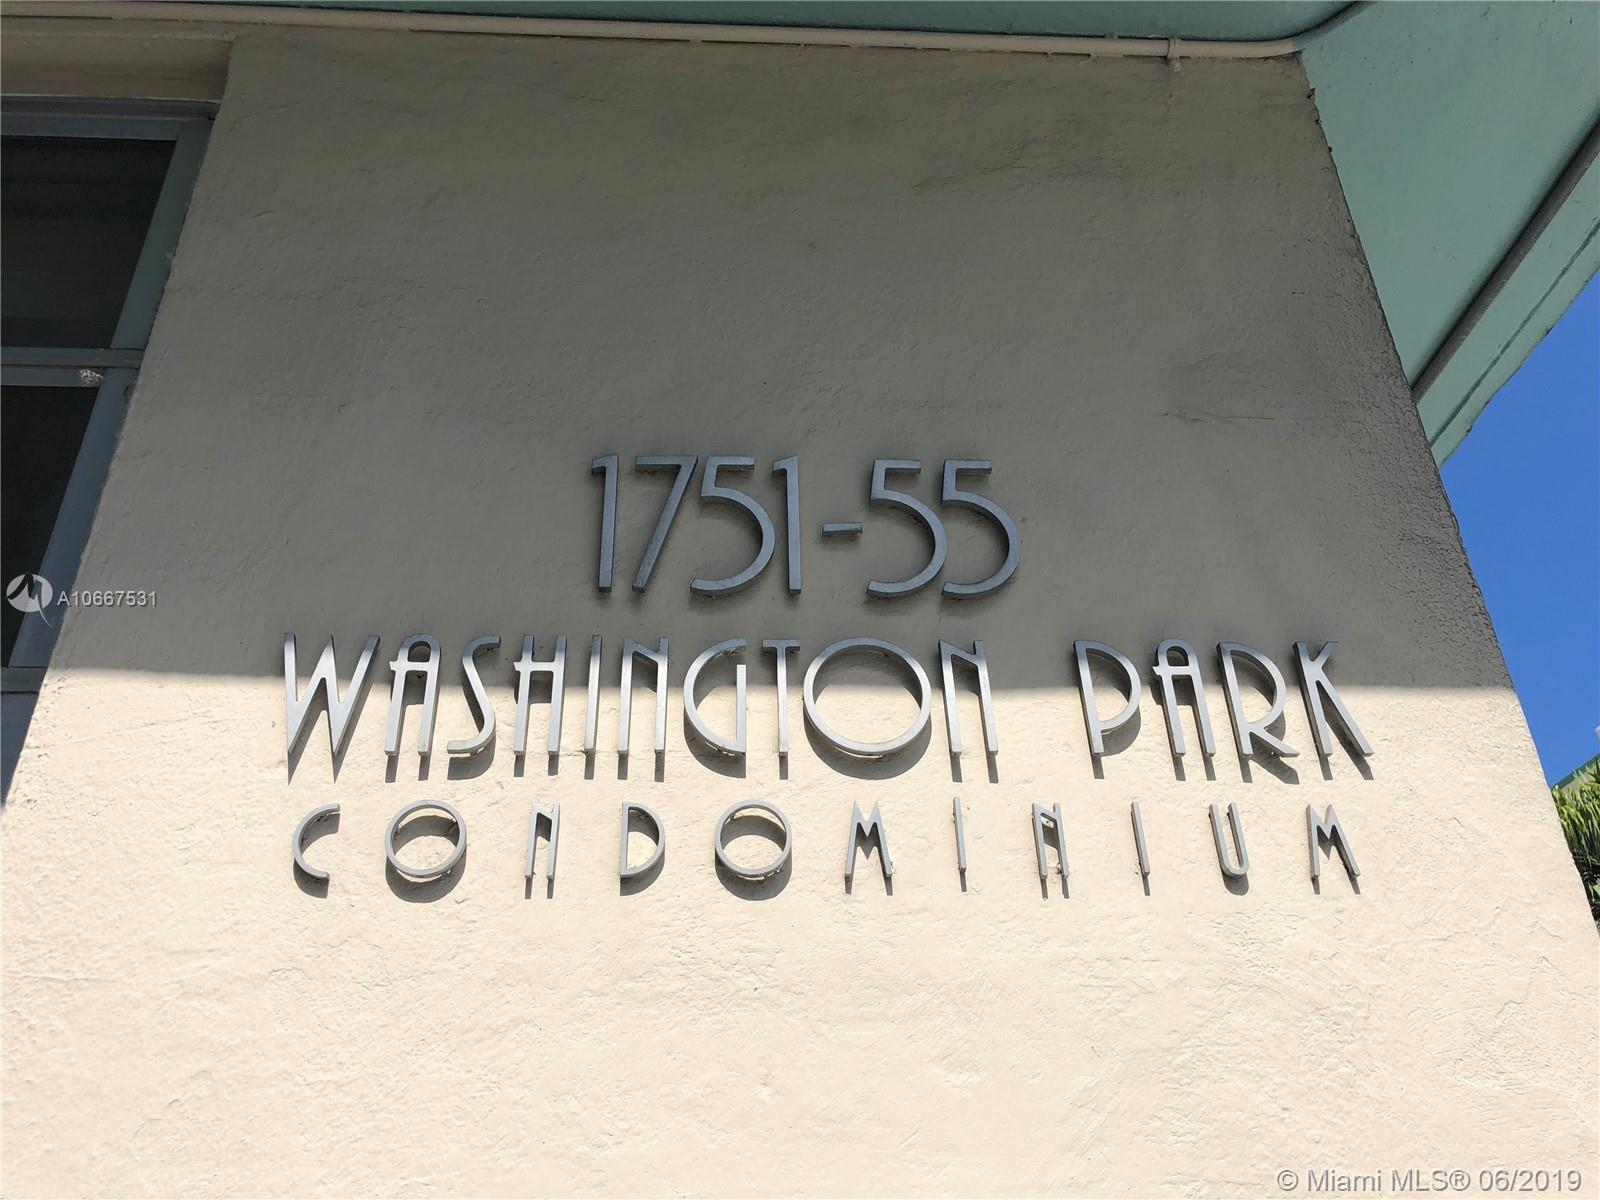 1751-55
WASHINGTON PARK
CONDOMINIUM
A10667531
© Miami MLS® 06/2019